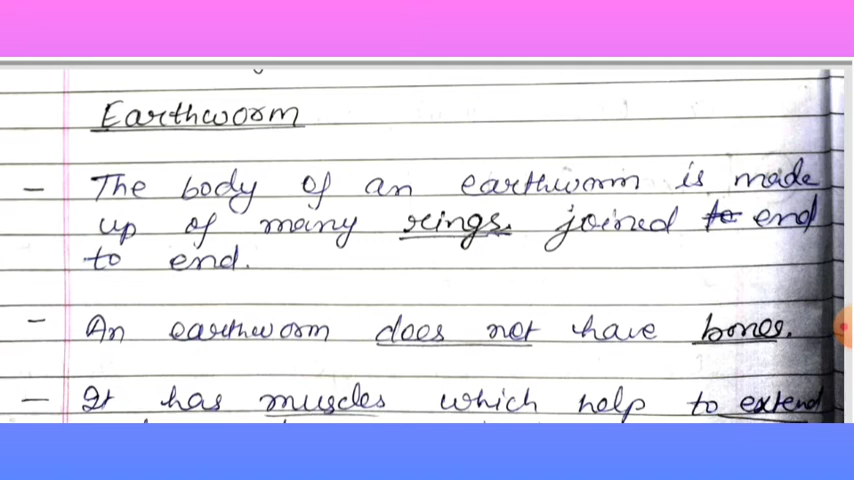 Earthworm
- The body of an earthworm is made
up of many rings joined to end
to end.
- An earthworm does not have bones.
- It has muscles which help to extend